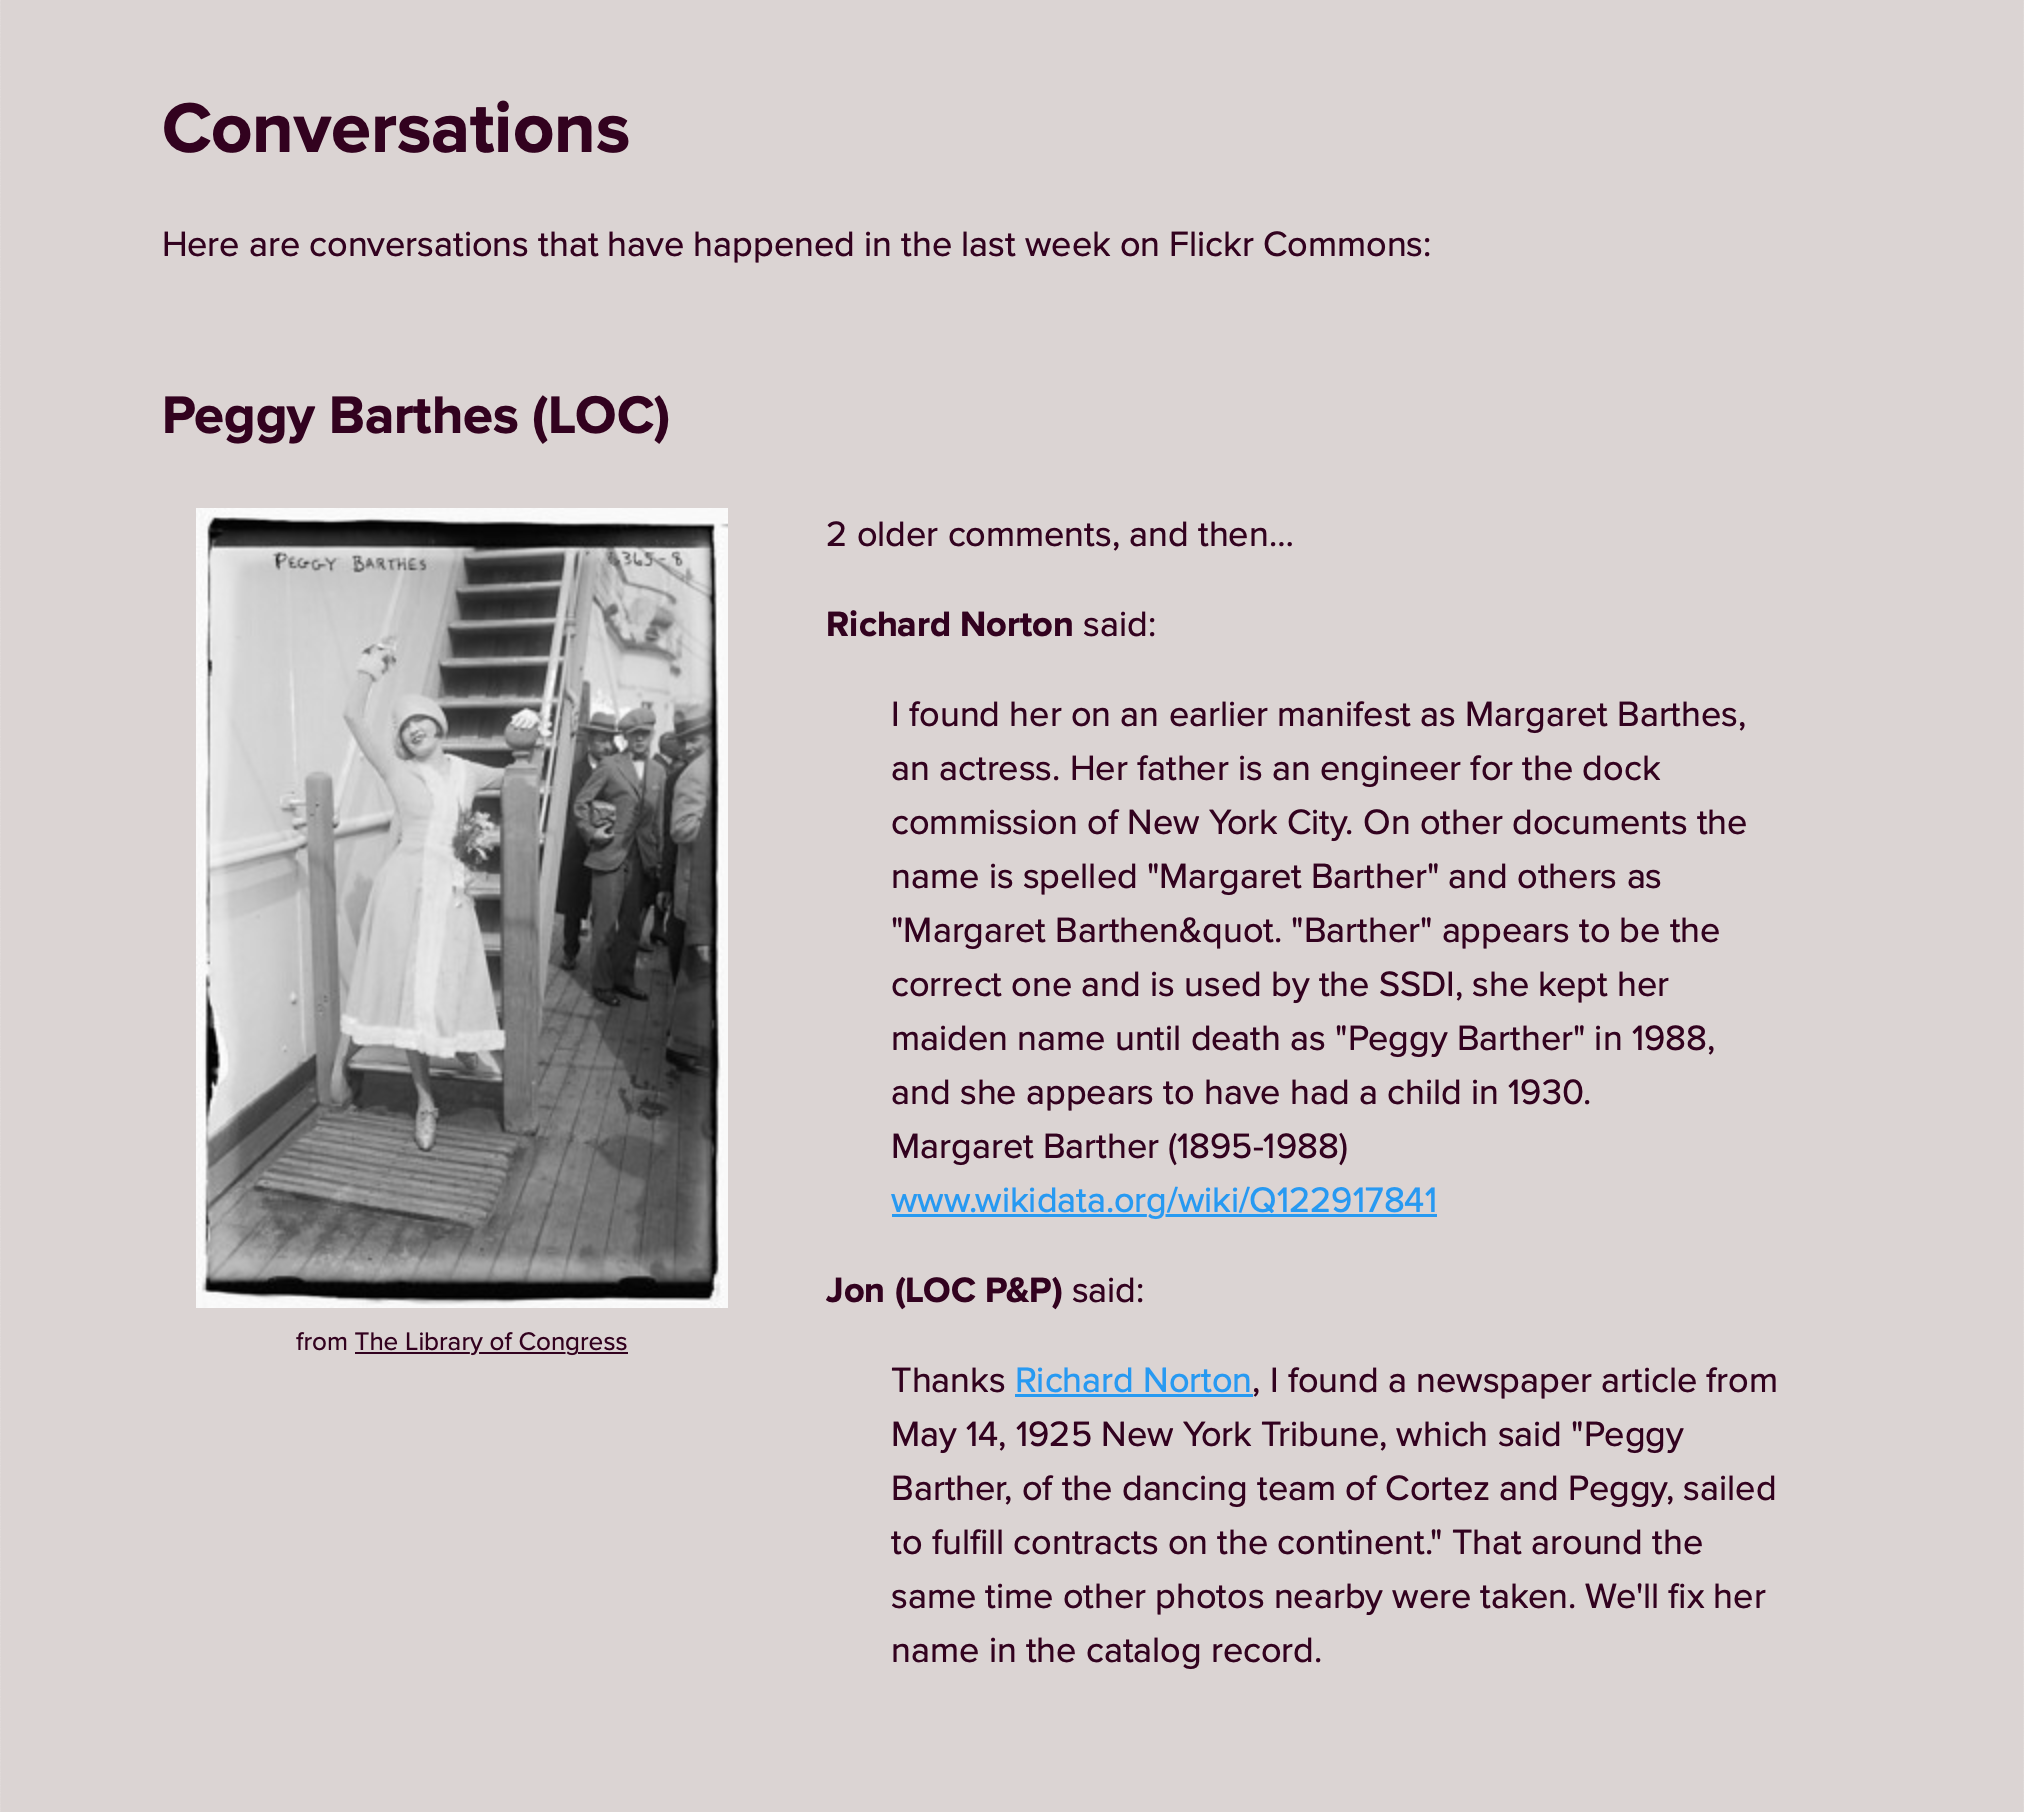 Conversations
Here are conversations that have happened in the last week on Flickr Commons:
Peggy Barthes (LOC)
PEGGY BARTHES
365-8
from The Library of Congress
2 older comments, and then...
Richard Norton said:
I found her on an earlier manifest as Margaret Barthes,
an actress. Her father is an engineer for the dock
commission of New York City. On other documents the
name is spelled "Margaret Barther" and others as
"Margaret Barthen&quot. "Barther" appears to be the
correct one and is used by the SSDI, she kept her
maiden name until death as "Peggy Barther" in 1988,
and she appears to have had a child in 1930.
Margaret Barther (1895-1988)
www.wikidata.org/wiki/Q122917841
Jon (LOC P&P) said:
Thanks Richard Norton, I found a newspaper article from
May 14, 1925 New York Tribune, which said "Peggy
Barther, of the dancing team of Cortez and Peggy, sailed
to fulfill contracts on the continent." That around the
same time other photos nearby were taken. We'll fix her
name in the catalog record.